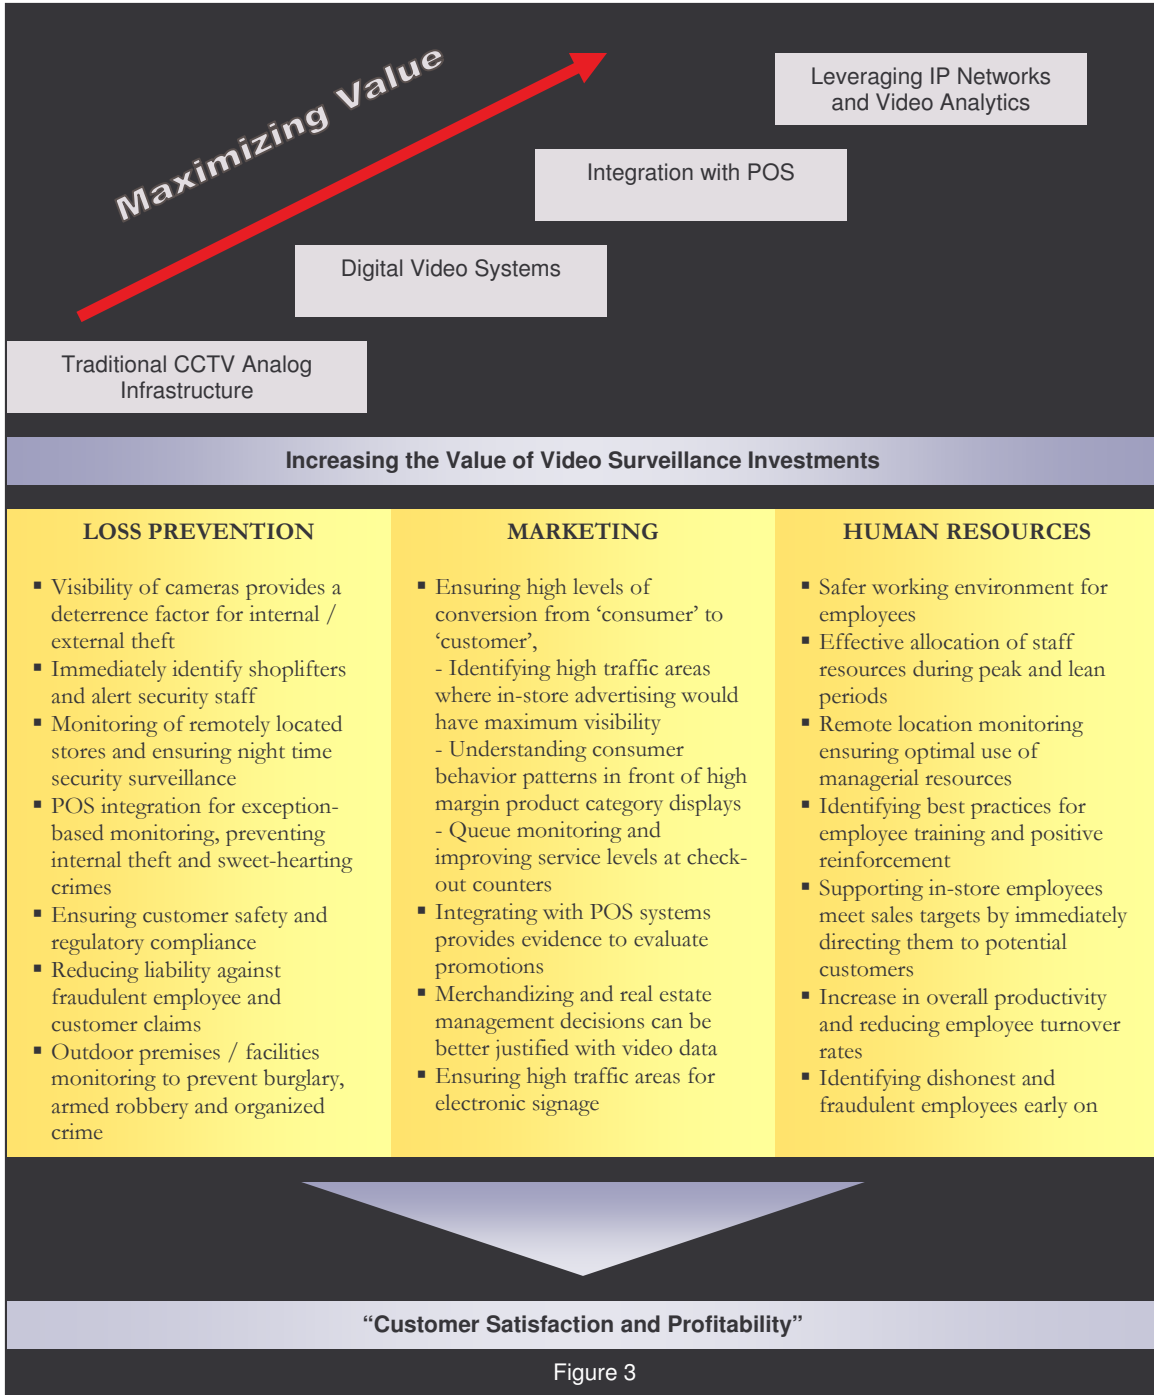 Maximizing Value
Leveraging IP Networks
and Video Analytics
Integration with POS
Digital Video Systems
Traditional CCTV Analog
Infrastructure
Increasing the Value of Video Surveillance Investments
LOSS PREVENTION
▪ Visibility of cameras provides a
deterrence factor for internal /
external theft
▪ Immediately identify shoplifters
and alert security staff
▪ Monitoring of remotely located
stores and ensuring night time
security surveillance
▪ POS integration for exception-
based monitoring, preventing
internal theft and sweet-hearting
crimes
▪ Ensuring customer safety and
regulatory compliance
▪ Reducing liability against
fraudulent employee and
customer claims
▪ Outdoor premises / facilities
monitoring to prevent burglary,
armed robbery and organized
crime
MARKETING
▪ Ensuring high levels of
conversion from ‘consumer’ to
‘customer’,
- Identifying high traffic areas
where in-store advertising would
have maximum visibility
- Understanding consumer
behavior patterns in front of high
margin product category displays
- Queue monitoring and
improving service levels at check-
out counters
▪ Integrating with POS systems
provides evidence to evaluate
promotions
▪ Merchandizing and real estate
management decisions can be
better justified with video data
▪ Ensuring high traffic areas for
electronic signage
HUMAN RESOURCES
▪ Safer working environment for
employees
▪ Effective allocation of staff
resources during peak and lean
periods
▪ Remote location monitoring
ensuring optimal use of
managerial resources
▪ Identifying best practices for
employee training and positive
reinforcement
▪ Supporting in-store employees
meet sales targets by immediately
directing them to potential
customers
▪ Increase in overall productivity
and reducing employee turnover
rates
▪ Identifying dishonest and
fraudulent employees early on
“Customer Satisfaction and Profitability”
Figure 3